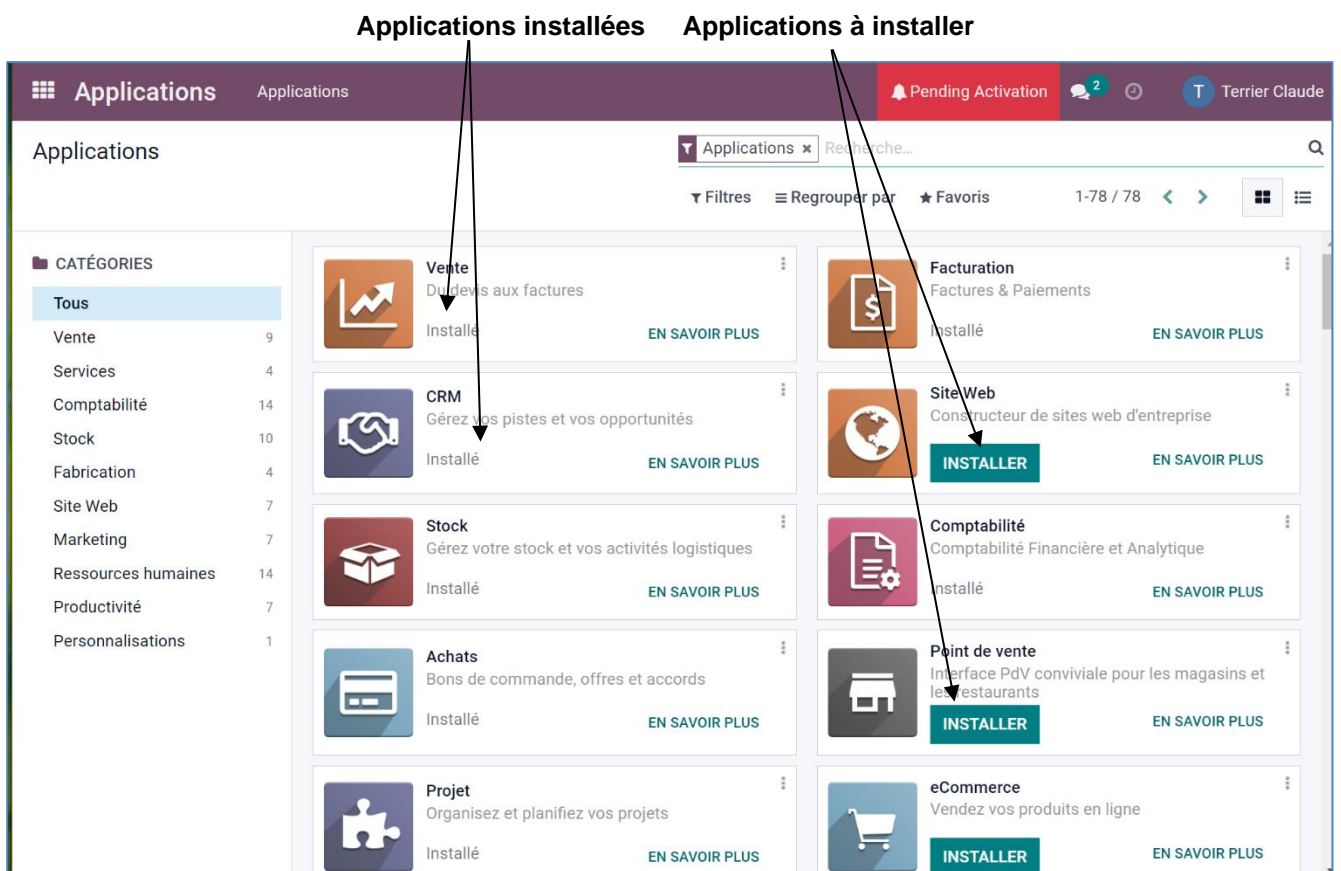 Applications installées Applications à installer
Applications Applications Pending Activation 2 T Terrier Claude
Applications
Applications × Recherche...
Filtres Regrouper par Favoris 1-78 / 78
CATÉGORIES
Tous
Vente 9
Services 4
Comptabilité 14
Stock 10
Fabrication 4
Site Web 7
Marketing 7
Ressources humaines 14
Productivité 7
Personnalisations 1
Vente
Du devis aux factures
Installé EN SAVOIR PLUS
Facturation
Factures & Paiements
Installé EN SAVOIR PLUS
CRM
Gérez vos pistes et vos opportunités
Installé EN SAVOIR PLUS
Site Web
Constructeur de sites web d'entreprise
INSTALLER EN SAVOIR PLUS
Stock
Gérez votre stock et vos activités logistiques
Installé EN SAVOIR PLUS
Comptabilité
Comptabilité Financière et Analytique
Installé EN SAVOIR PLUS
Achats
Bons de commande, offres et accords
Installé EN SAVOIR PLUS
Point de vente
Interface PdV conviviale pour les magasins et
les restaurants
INSTALLER EN SAVOIR PLUS
Projet
Organisez et planifiez vos projets
Installé EN SAVOIR PLUS
eCommerce
Vendez vos produits en ligne
INSTALLER EN SAVOIR PLUS